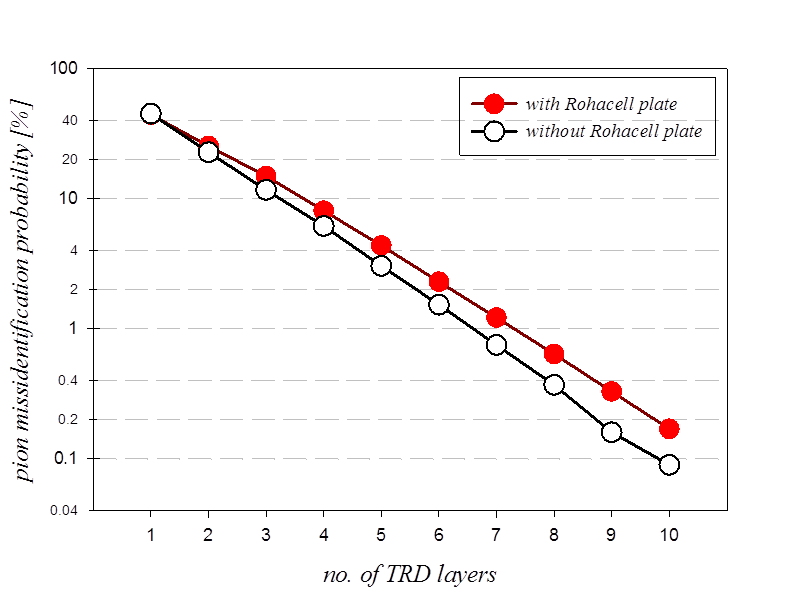 100
40
20
10
4
2
1
0.4
0.2
0.1
0.04
pion missidentification probability [%]
with Rohacell plate
without Rohacell plate
1 2 3 4 5 6 7 8 9 10
no. of TRD layers